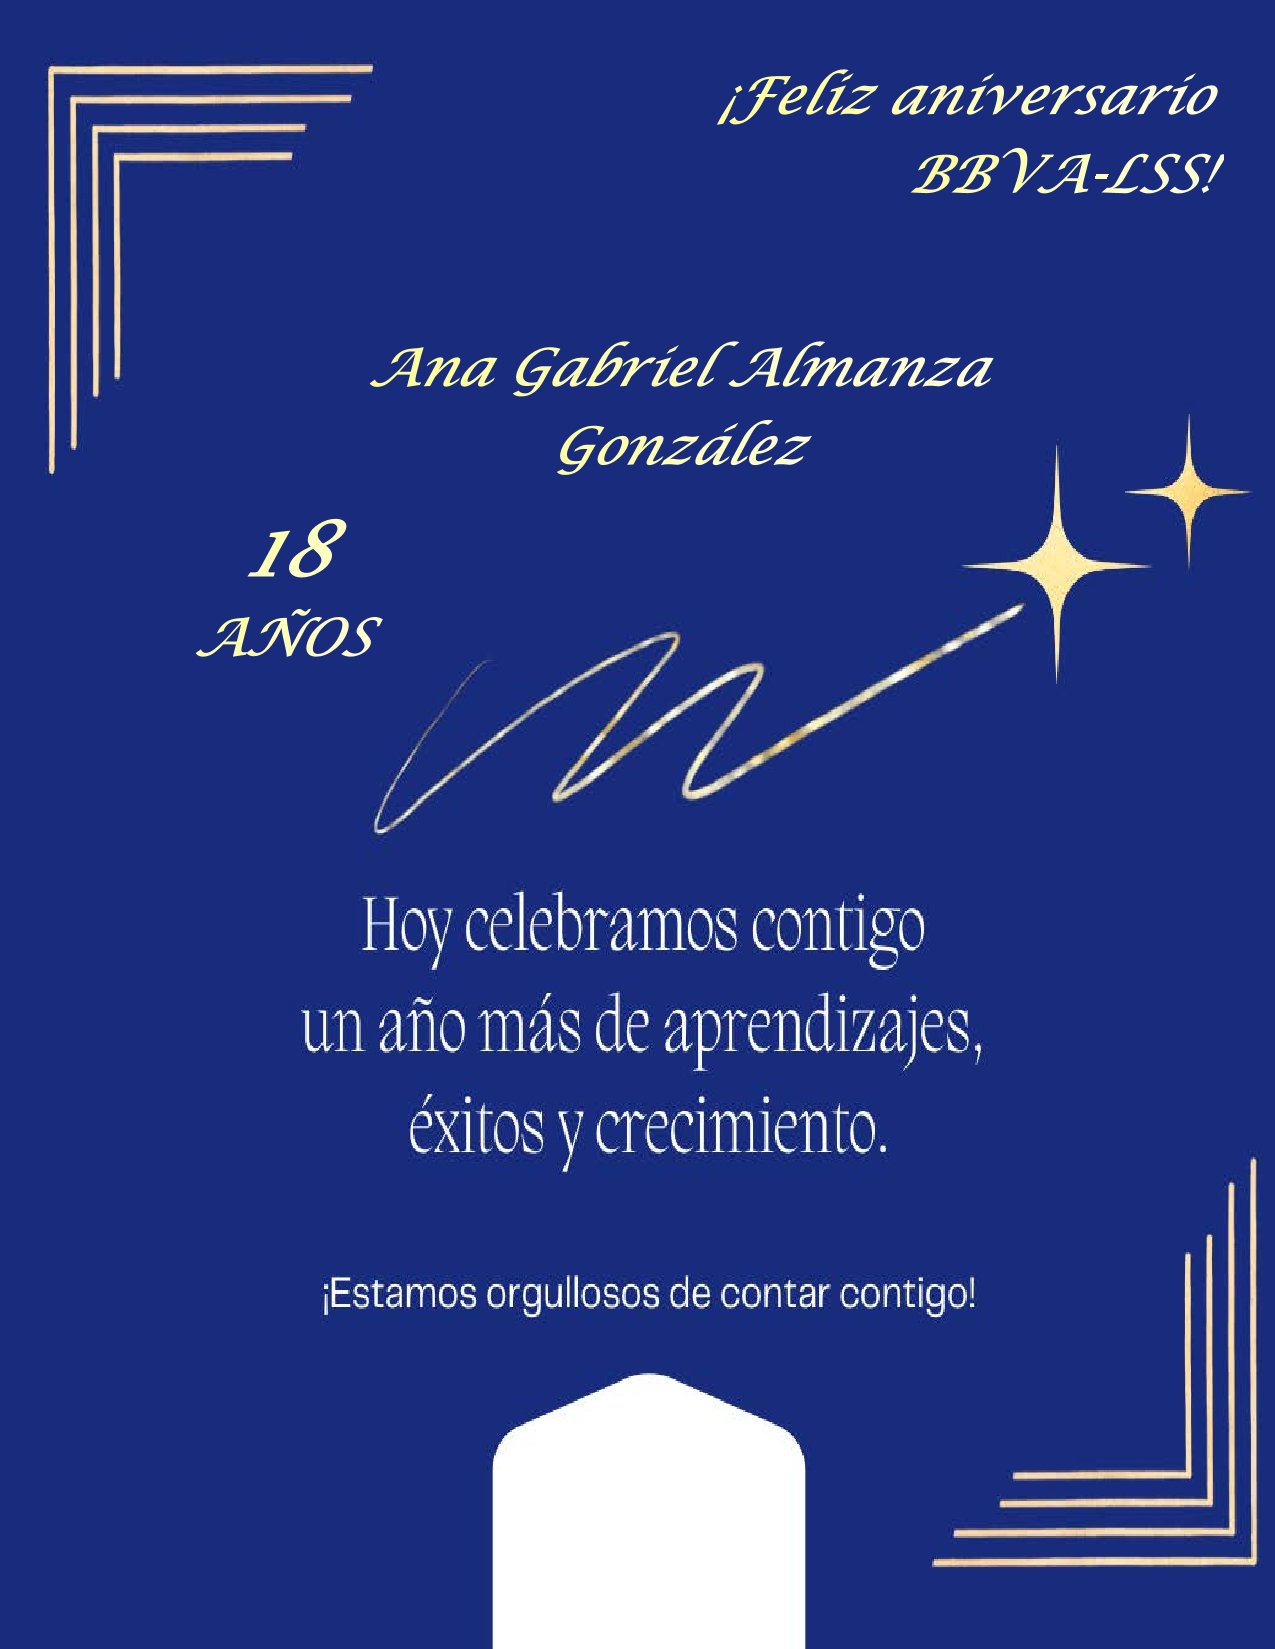 ¡Feliz aniversario
BBVA-LSS!
Ana Gabriel Almanza
González
18
AÑOS
Hoy celebramos contigo
un año más de aprendizajes,
éxitos y crecimiento.
¡Estamos orgullosos de contar contigo!